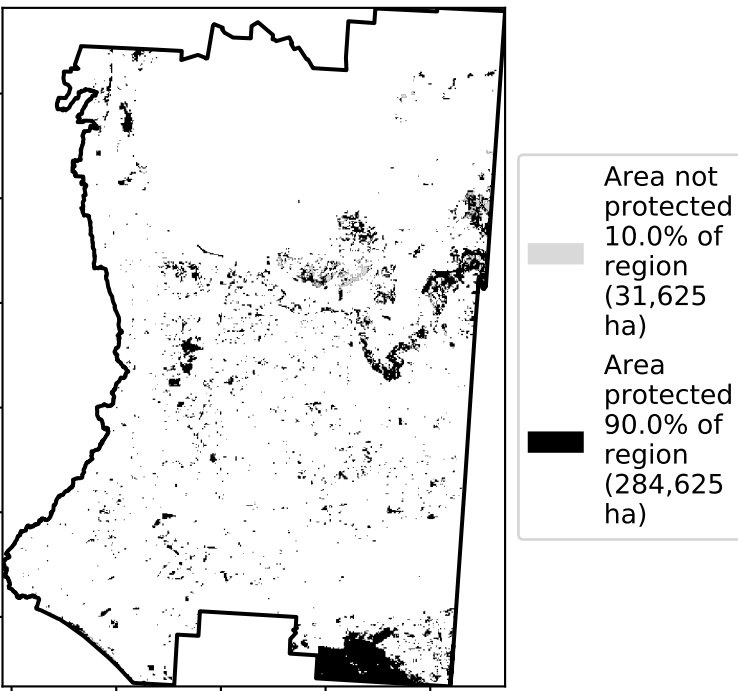 Area not
protected
10.0% of
region
(31,625
ha)
Area
protected
90.0% of
region
(284,625
ha)